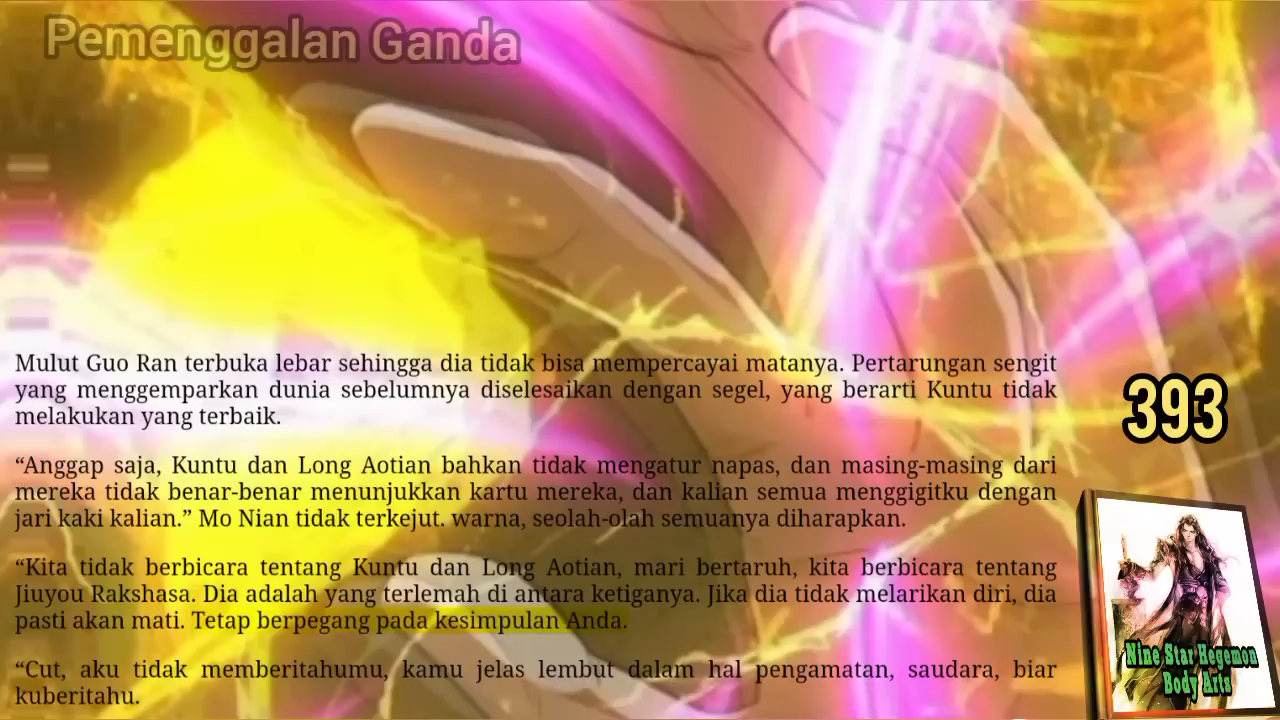 Pemenggalan Ganda
Mulut Guo Ran terbuka lebar sehingga dia tidak bisa mempercayai matanya. Pertarungan sengit
yang menggemparkan dunia sebelumnya diselesaikan dengan segel, yang berarti Kuntu tidak
melakukan yang terbaik.
“Anggap saja, Kuntu dan Long Aotian bahkan tidak mengatur napas, dan masing-masing dari
mereka tidak benar-benar menunjukkan kartu mereka, dan kalian semua menggigitku dengan
jari kaki kalian.” Mo Nian tidak terkejut. warna, seolah-olah semuanya diharapkan.
“Kita tidak berbicara tentang Kuntu dan Long Aotian, mari bertaruh, kita berbicara tentang
Jiuyou Rakshasa. Dia adalah yang terlemah di antara ketiganya. Jika dia tidak melarikan diri, dia
pasti akan mati. Tetap berpegang pada kesimpulan Anda.
“Cut, aku tidak memberitahumu, kamu jelas lembut dalam hal pengamatan, saudara, biar
kuberitahu.
393
Nine Star Hegemon
Body Arts